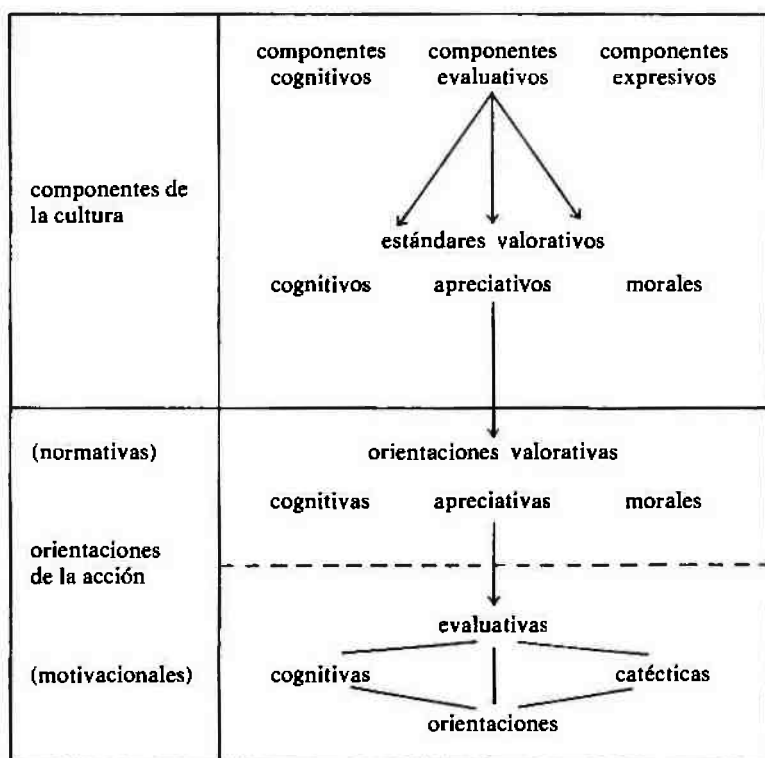 componentes componentes componentes
cognitivos evaluativos expresivos
componentes de
la cultura
estándares valorativos
cognitivos apreciativos morales
(normativas) orientaciones valorativas
cognitivas apreciativas morales
orientaciones
de la acción
evaluativas
(motivacionales) cognitivas catécticas
orientaciones